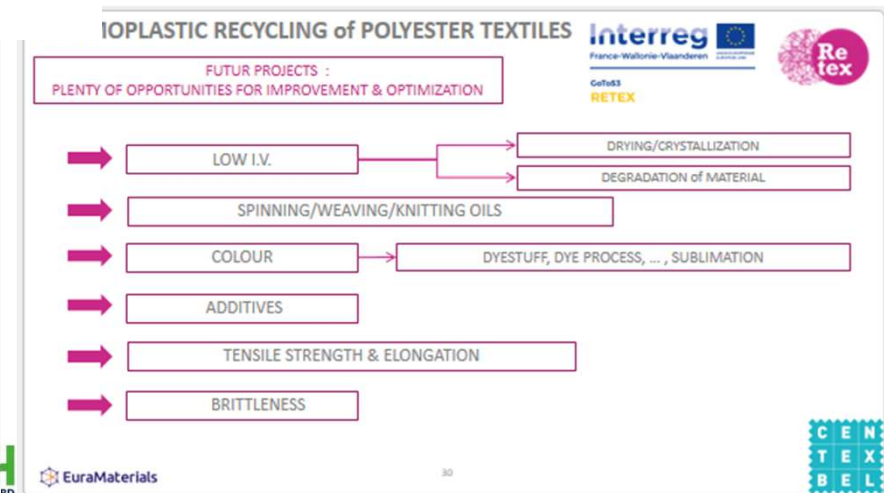 IOPLASTIC RECYCLING of POLYESTER TEXTILES
Interreg
France-Wallonie-Vlaanderen
GoToS3
RETEX
Re
tex
FUTUR PROJECTS :
PLENTY OF OPPORTUNITIES FOR IMPROVEMENT & OPTIMIZATION
LOW I.V.
DRYING/CRYSTALLIZATION
DEGRADATION of MATERIAL
SPINNING/WEAVING/KNITTING OILS
COLOUR
DYESTUFF, DYE PROCESS, ... , SUBLIMATION
ADDITIVES
TENSILE STRENGTH & ELONGATION
BRITTLENESS
EuraMaterials
30
CEN
TEX
BEL